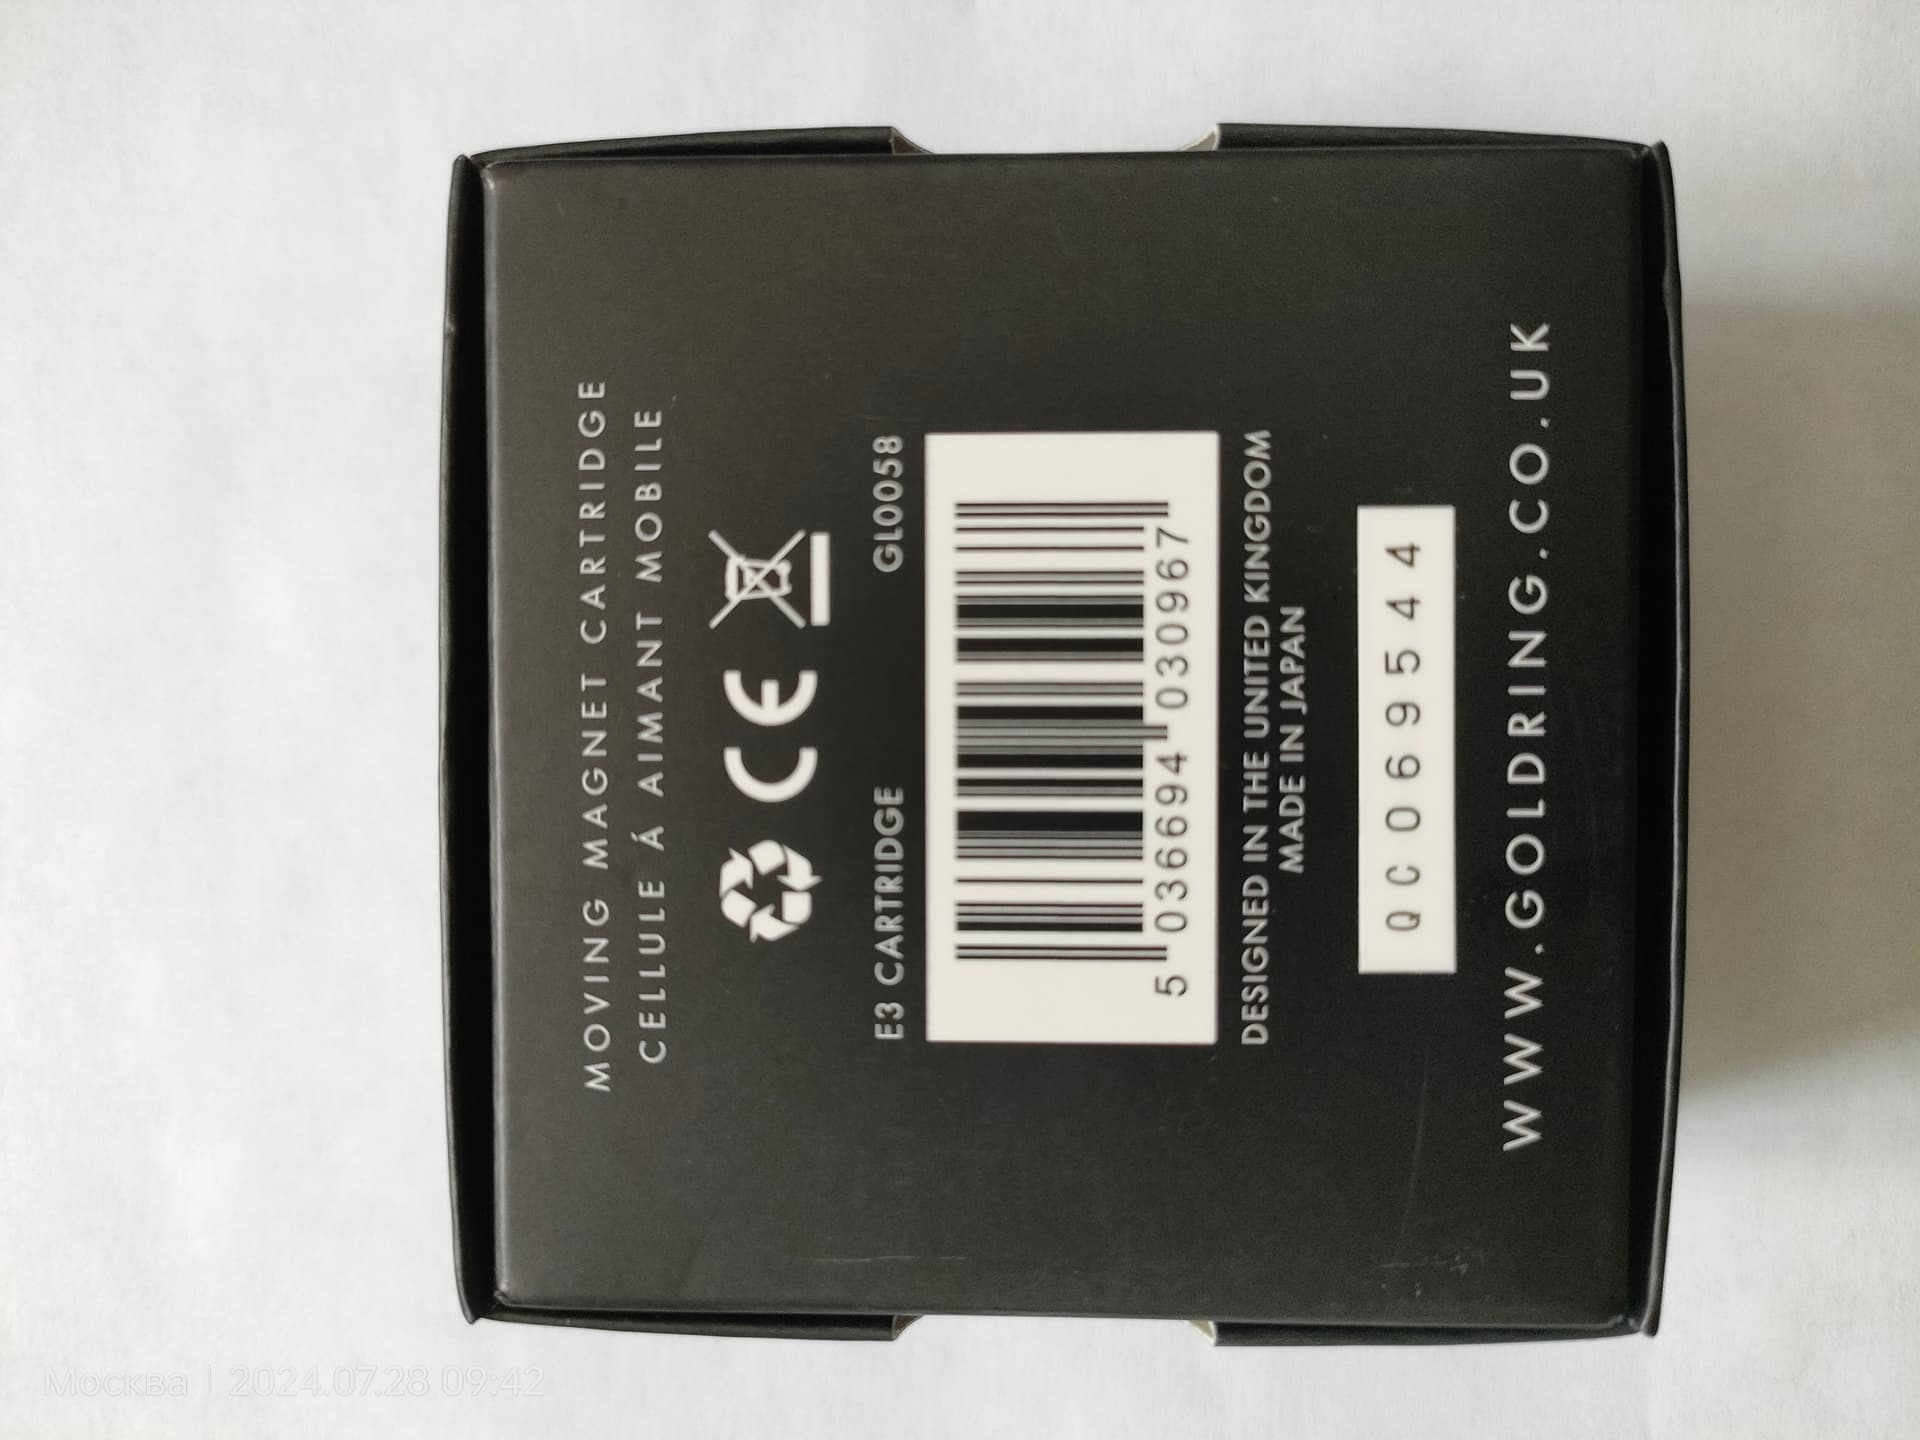 MOVING MAGNET CARTRIDGE
CELLULE Á AIMANT MOBILE
CE
E3 CARTRIDGE GL0058
5 036694 030967
DESIGNED IN THE UNITED KINGDOM
MADE IN JAPAN
QC069544
WWW.GOLDRING.CO.UK
Москва | 2024.07.28 09:42